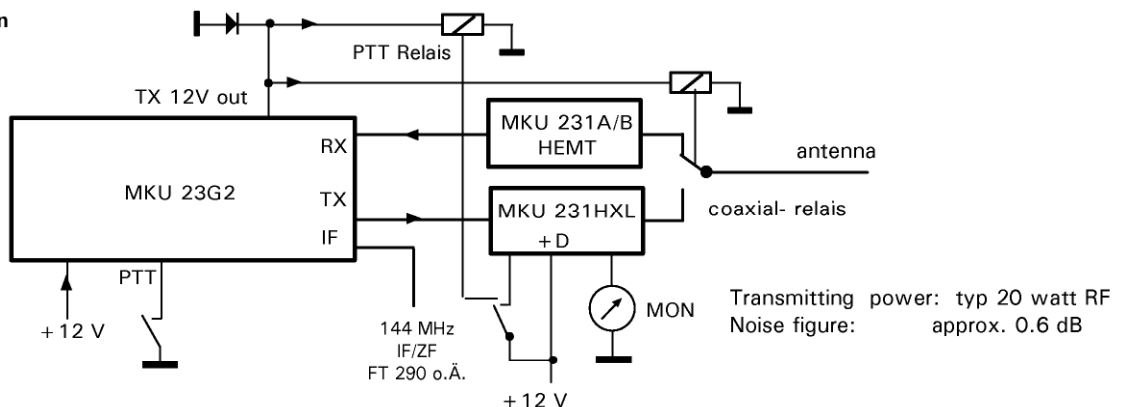 n
PTT Relais
TX 12V out
MKU 231A/B
HEMT
RX
antenna
MKU 23G2
TX
MKU 231HXL
coaxial- relais
IF
+D
PTT
Transmitting power: typ 20 watt RF
MON
Noise figure: approx. 0.6 dB
+12 V
144 MHz
IF/ZF
FT 290 o.Ä.
+12 V